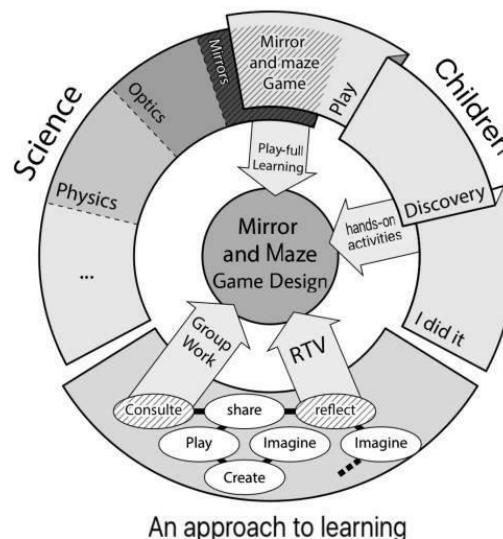 Science
Children
Mirrors
Optics
Physics
...
Mirror
and maze
Game
Play
Discovery
I did it
Play-full
Learning
hands-on
activities
Mirror
and Maze
Game Design
Group
Work
RTV
Consulte
share
reflect
Play
Imagine
Imagine
Create
An approach to learning